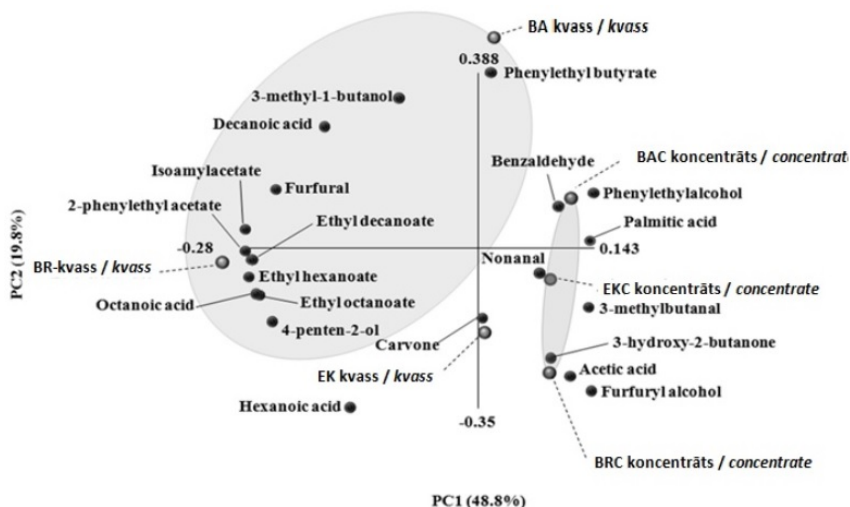 BA kvass / kvass
0.388
Phenylethyl butyrate
3-methyl-1-butanol
Decanoic acid
BAC koncentrāts / concentrate
Benzaldehyde
Isoamylacetate
Furfural
Phenylethylalcohol
2-phenylethyl acetate
Ethyl decanoate
Palmitic acid
-0.28
0.143
PC2 (19.8%)
BR-kvass / kvass
Nonanal
Ethyl hexanoate
EKC koncentrāts / concentrate
Octanoic acid
Ethyl octanoate
3-methylbutanal
4-penten-2-ol
Carvone
3-hydroxy-2-butanone
EK kvass / kvass
Acetic acid
Furfuryl alcohol
Hexanoic acid
-0.35
BRC koncentrāts / concentrate
PC1 (48.8%)